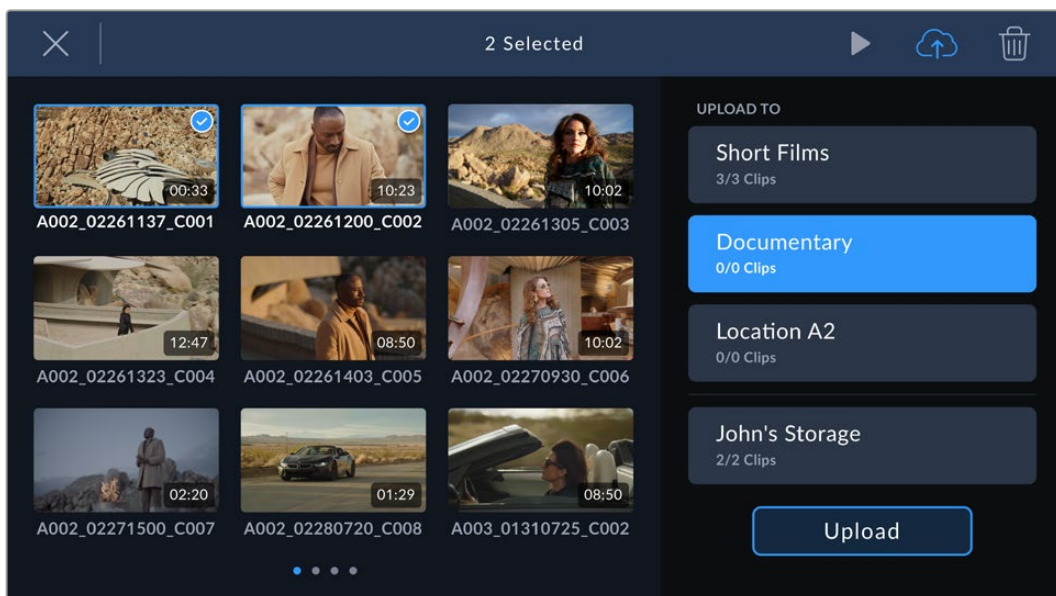 2 Selected
00:33
10:23
10:02
A002_02261137_C001
A002_02261200_C002
A002_02261305_C003
12:47
08:50
10:02
A002_02261323_C004
A002_02261403_C005
A002_02270930_C006
02:20
01:29
08:50
A002_02271500_C007
A002_02280720_C008
A003_01310725_C002
UPLOAD TO
Short Films
3/3 Clips
Documentary
0/0 Clips
Location A2
0/0 Clips
John's Storage
2/2 Clips
Upload